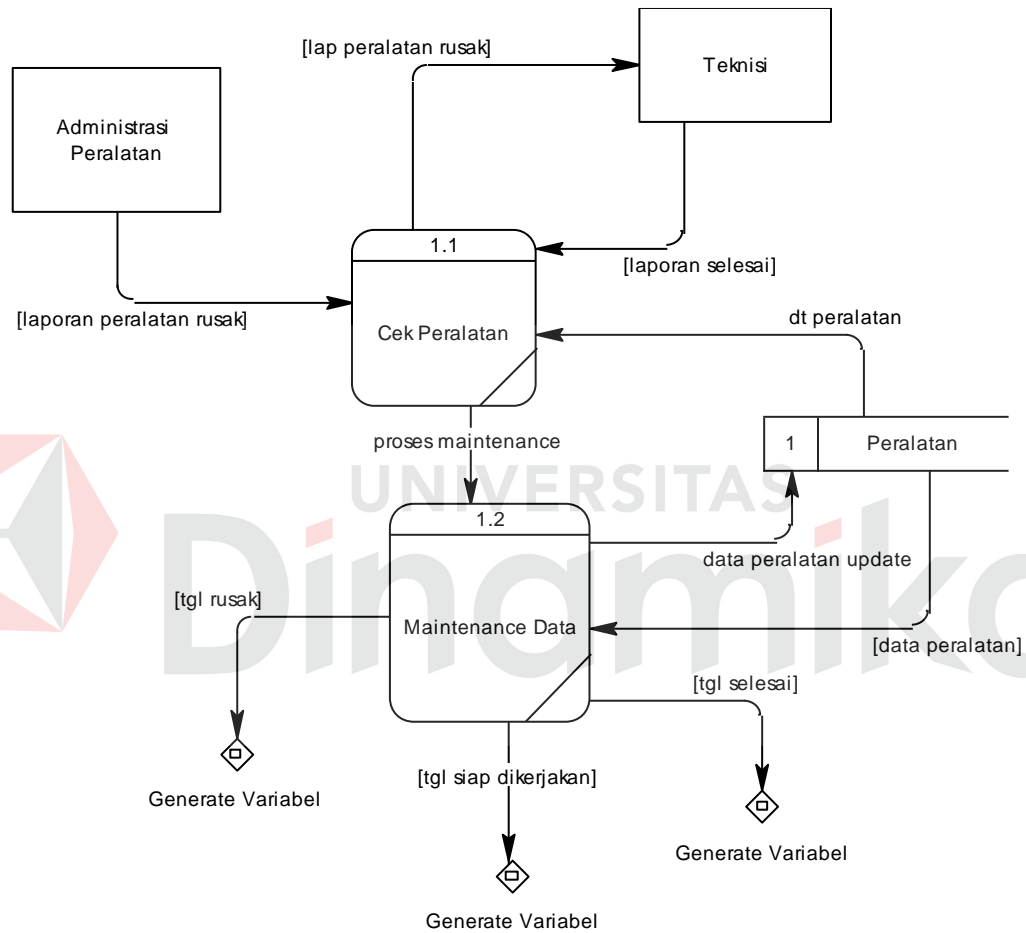 [lap peralatan rusak]
Teknisi
Administrasi
Peralatan
1.1
[laporan selesai]
[laporan peralatan rusak]
dt peralatan
Cek Peralatan
proses maintenance
1
Peralatan
UNIVERSITAS
Dinamika
1.2
data peralatan update
[tgl rusak]
Maintenance Data
[data peralatan]
[tgl selesai]
[tgl siap dikerjakan]
Generate Variabel
Generate Variabel
Generate Variabel